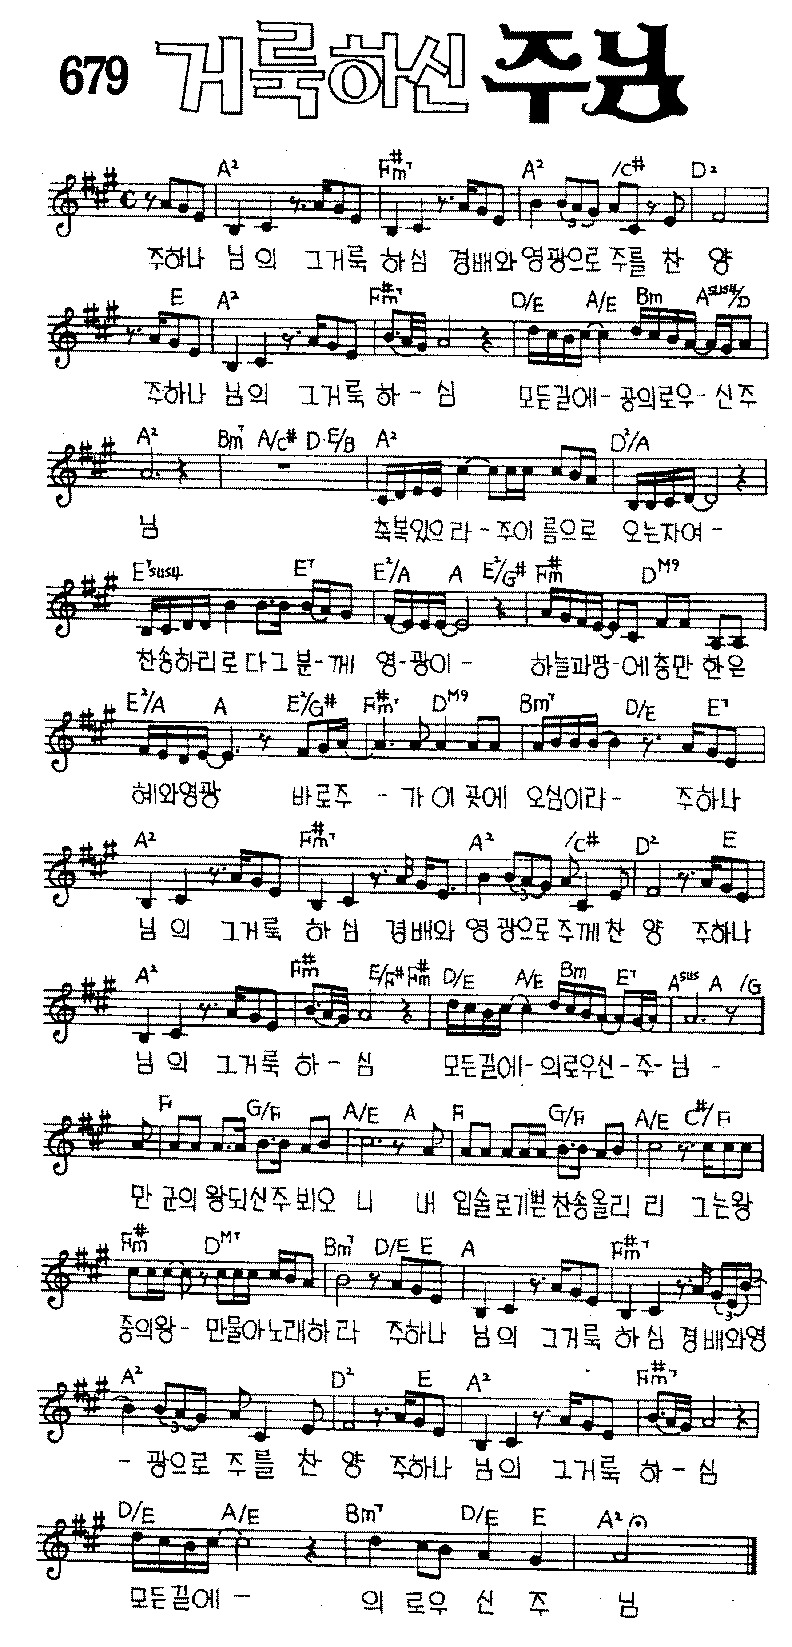 679 거룩하신 주님
A² F#m⁷ A² /C# D²
주하나 님의 그거룩 하심 경배와 영광으로 주를 찬 양
E A² F#m⁷ D/E A/E Bm Asus4/D
주하나 님의 그거룩 하 - 심 모든길에 - 공의로우 - 신주
A² Bm⁷ A/C# D·E/B A² D²/A
님 축복있으라 - 주이름으로 오는자여 -
E⁷sus4 E⁷ E²/A A E²/G# F#m D M9
찬송하리로다그분 - 께 영 - 광이 - 하늘과땅 - 에충만한은
E²/A A E²/G# F#m⁷ D M9 Bm⁷ D/E E⁷
혜와영광 바로주 - 가이곳에 오심이라 - 주하나
A² F#m⁷ A² /C# D² E
님의 그거룩 하심 경배와 영광으로주께찬 양 주하나
A² F#m E/F# F#m D/E A/E Bm E⁷ Asus A /G
님의 그거룩 하 - 심 모든길에 - 의로우신 - 주 - 님 -
F G/F A/E A F G/F A/E C#/F
만 군의 왕되신주뵈오 니 내 입술로기쁜찬송올리 리 그는왕
F#m D M7 Bm⁷ D/E E A F#m⁷
중의왕 - 만물아노래하라 주하나 님의 그거룩 하심 경배와영
A² D² E A² F#m⁷
- 광으로 주를 찬 양 주하나 님의 그거룩 하 - 심
D/E A/E Bm⁷ D/E E A²
모든길에 - 의 로우 신 주 님